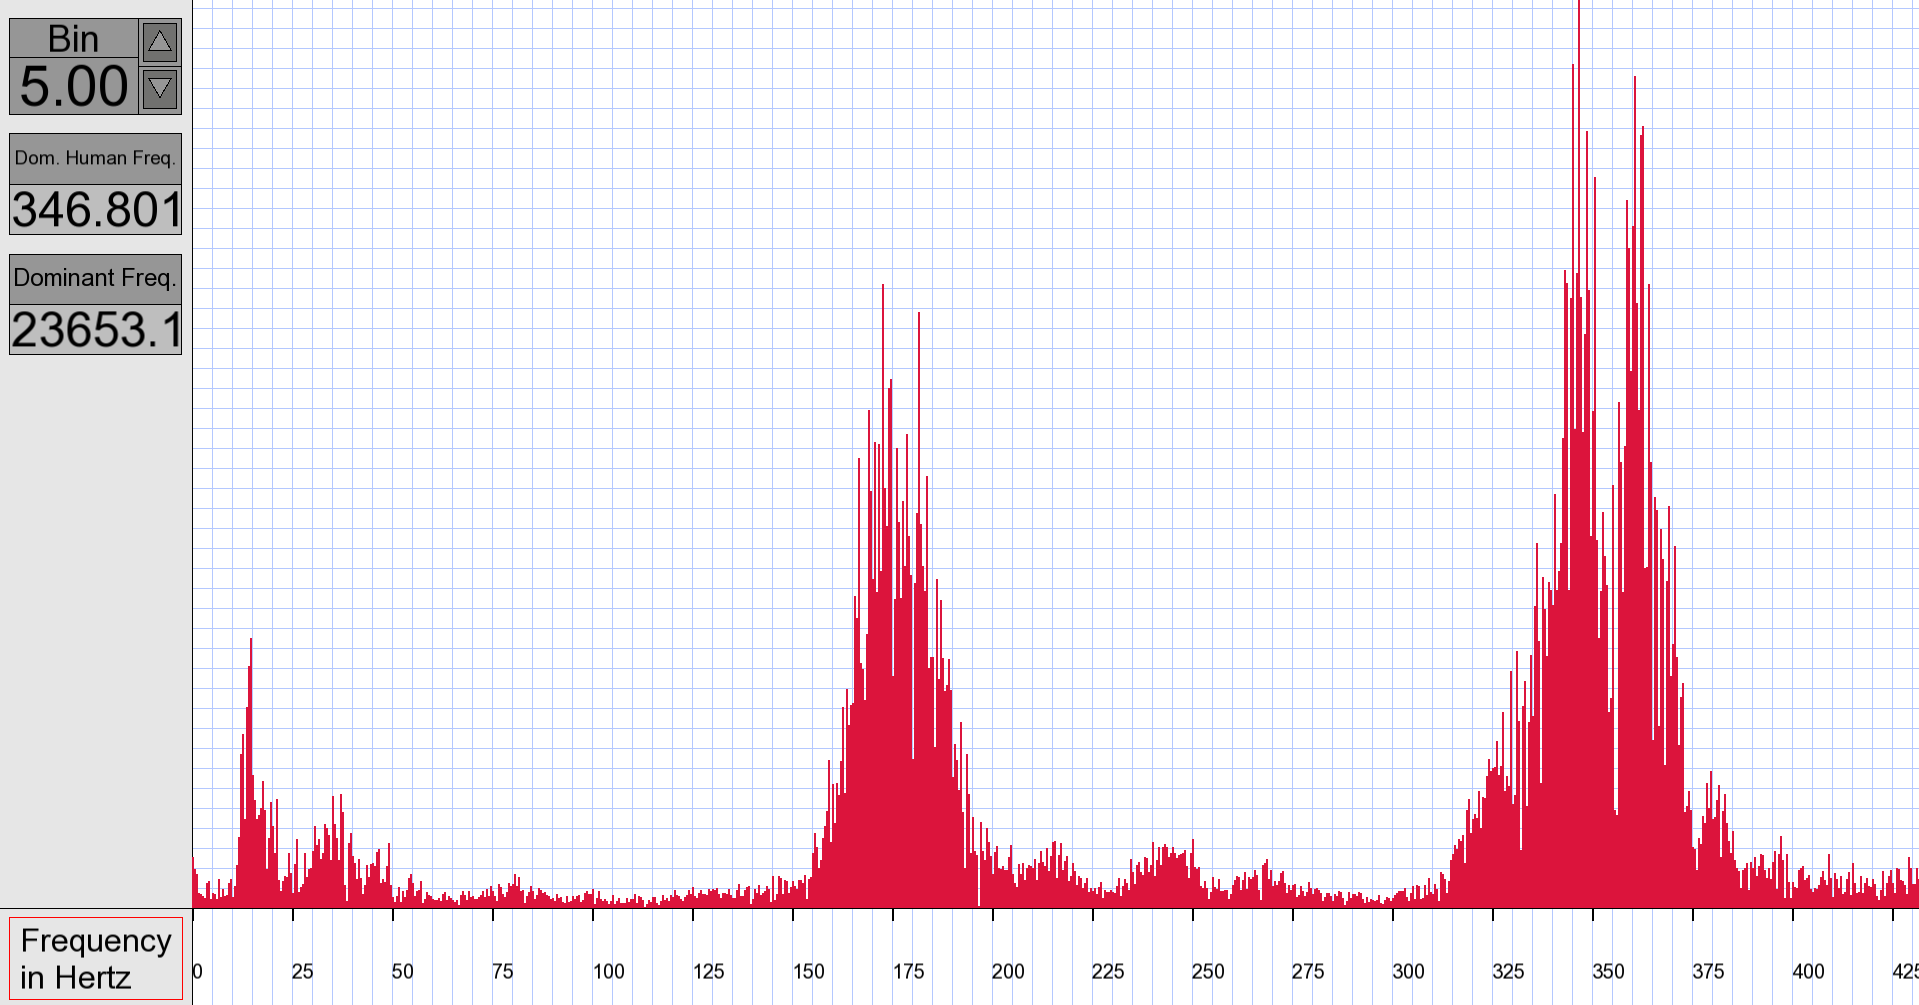 Bin
5.00
Dom. Human Freq.
346.801
Dominant Freq.
23653.1
Frequency
in Hertz
0 25 50 75 100 125 150 175 200 225 250 275 300 325 350 375 400 425